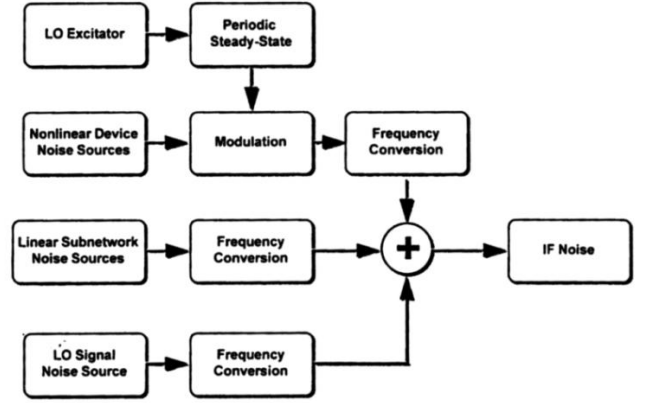 LO Excitator
Periodic
Steady-State
Nonlinear Device
Noise Sources
Modulation
Frequency
Conversion
Linear Subnetwork
Noise Sources
Frequency
Conversion
+
IF Noise
LO Signal
Noise Source
Frequency
Conversion